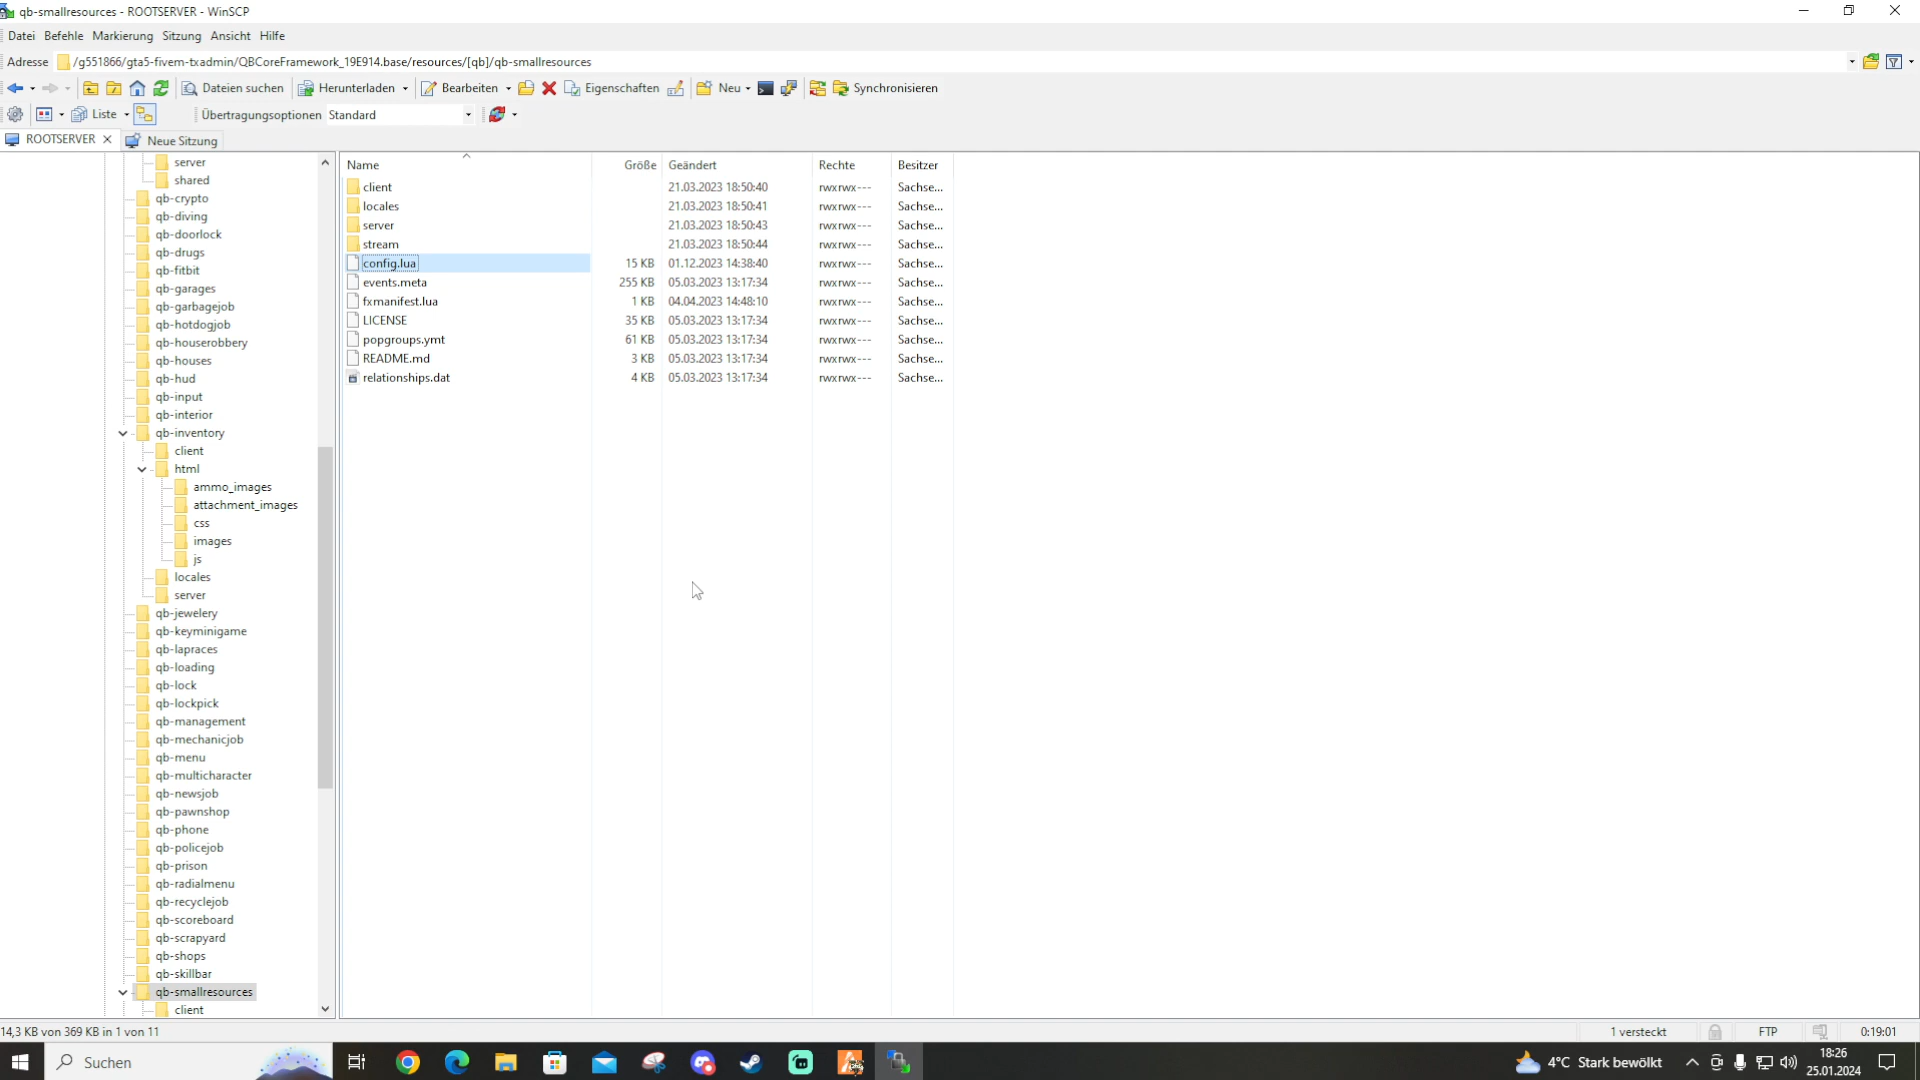 qb-smallresources - ROOTSERVER - WinSCP
Datei Befehle Markierung Sitzung Ansicht Hilfe
Adresse /g551866/gta5-fivem-txadmin/QBCoreFramework_19E914.base/resources/[qb]/qb-smallresources
Dateien suchen Herunterladen Bearbeiten Eigenschaften Neu Synchronisieren
Liste Übertragungsoptionen Standard
ROOTSERVER Neue Sitzung
server
shared
qb-crypto
qb-diving
qb-doorlock
qb-drugs
qb-fitbit
qb-garages
qb-garbagejob
qb-hotdogjob
qb-houserobbery
qb-houses
qb-hud
qb-input
qb-interior
qb-inventory
client
html
ammo_images
attachment_images
css
images
js
locales
server
qb-jewelery
qb-keyminigame
qb-lapraces
qb-loading
qb-lock
qb-lockpick
qb-management
qb-mechanicjob
qb-menu
qb-multicharacter
qb-newsjob
qb-pawnshop
qb-phone
qb-policejob
qb-prison
qb-radialmenu
qb-recyclejob
qb-scoreboard
qb-scrapyard
qb-shops
qb-skillbar
qb-smallresources
client
Name Größe Geändert Rechte Besitzer
client 21.03.2023 18:50:40 rwxrwx--- Sachse...
locales 21.03.2023 18:50:41 rwxrwx--- Sachse...
server 21.03.2023 18:50:43 rwxrwx--- Sachse...
stream 21.03.2023 18:50:44 rwxrwx--- Sachse...
config.lua 15 KB 01.12.2023 14:38:40 rwxrwx--- Sachse...
events.meta 255 KB 05.03.2023 13:17:34 rwxrwx--- Sachse...
fxmanifest.lua 1 KB 04.04.2023 14:48:10 rwxrwx--- Sachse...
LICENSE 35 KB 05.03.2023 13:17:34 rwxrwx--- Sachse...
popgroups.ymt 61 KB 05.03.2023 13:17:34 rwxrwx--- Sachse...
README.md 3 KB 05.03.2023 13:17:34 rwxrwx--- Sachse...
relationships.dat 4 KB 05.03.2023 13:17:34 rwxrwx--- Sachse...
14,3 KB von 369 KB in 1 von 11 1 versteckt FTP 0:19:01
Suchen 4°C Stark bewölkt 18:26
25.01.2024